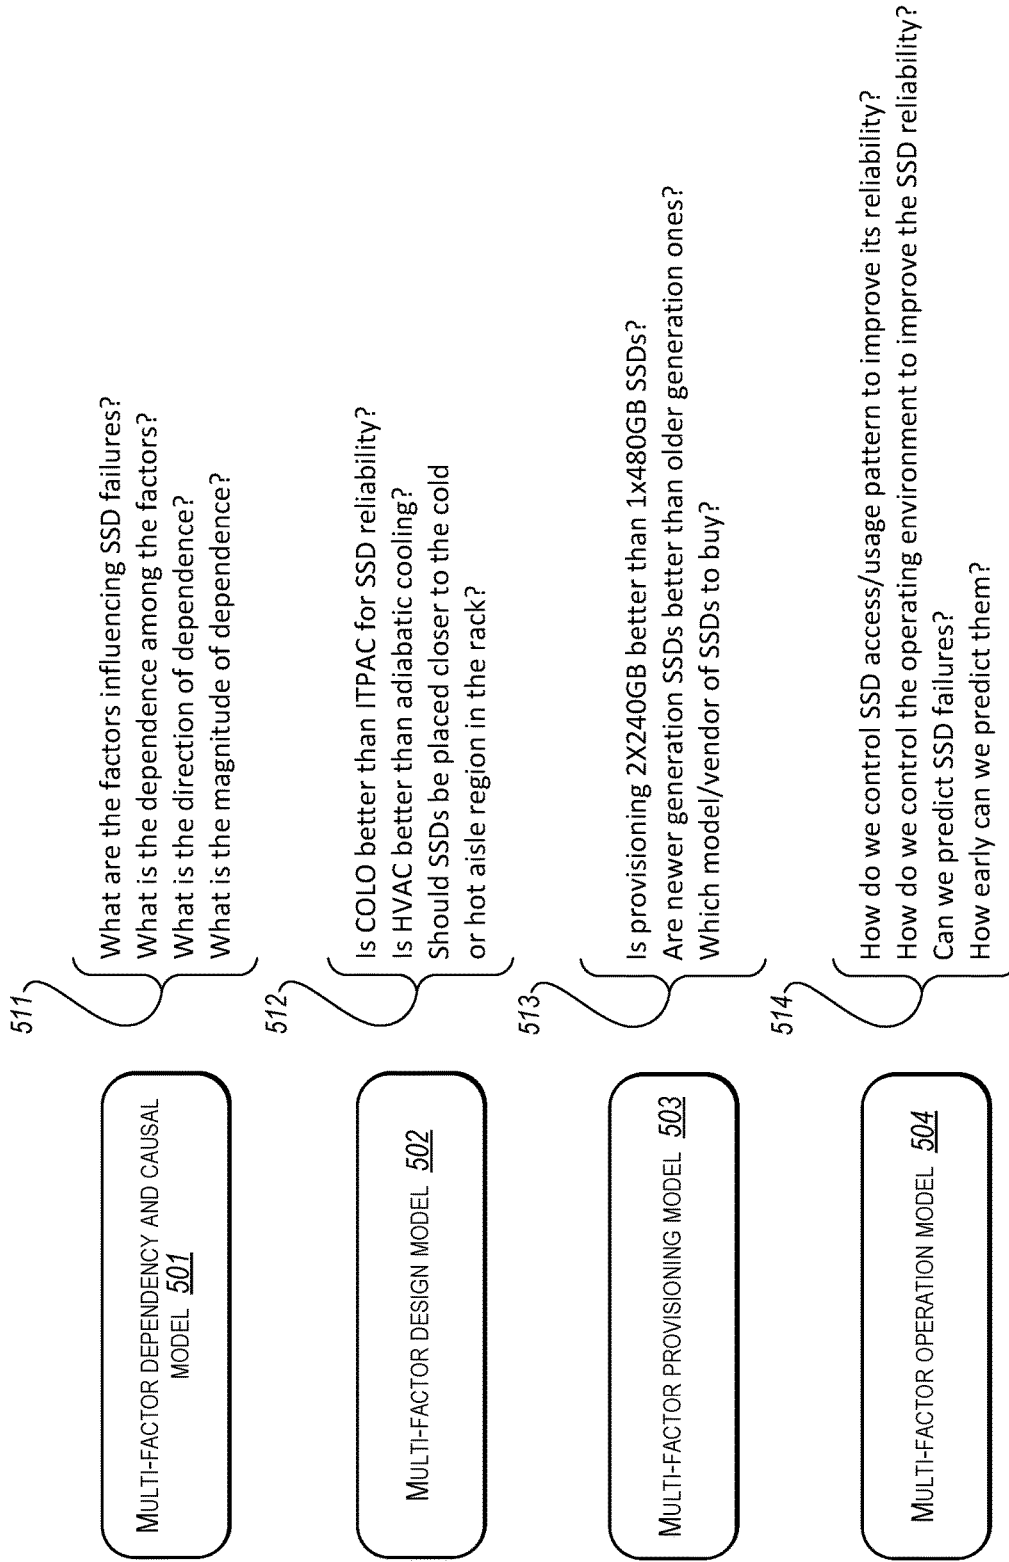 MULTI-FACTOR DEPENDENCY AND CAUSAL
MODEL 501
511
What are the factors influencing SSD failures?
What is the dependence among the factors?
What is the direction of dependence?
What is the magnitude of dependence?
MULTI-FACTOR DESIGN MODEL 502
512
Is COLO better than ITPAC for SSD reliability?
Is HVAC better than adiabatic cooling?
Should SSDs be placed closer to the cold
or hot aisle region in the rack?
MULTI-FACTOR PROVISIONING MODEL 503
513
Is provisioning 2X240GB better than 1x480GB SSDs?
Are newer generation SSDs better than older generation ones?
Which model/vendor of SSDs to buy?
MULTI-FACTOR OPERATION MODEL 504
514
How do we control SSD access/usage pattern to improve its reliability?
How do we control the operating environment to improve the SSD reliability?
Can we predict SSD failures?
How early can we predict them?